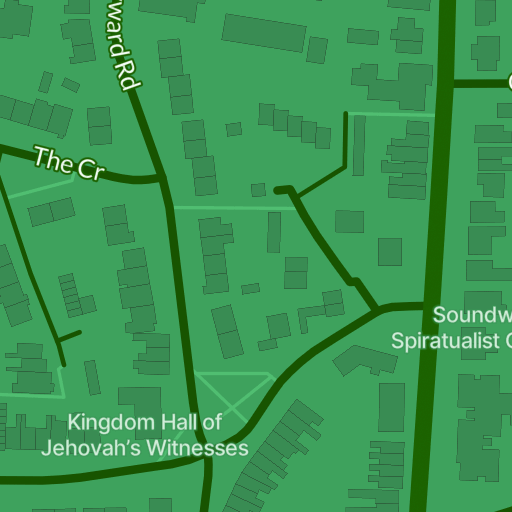 ward Rd
The Cr
Soundw
Spiratualist C
Kingdom Hall of
Jehovah's Witnesses